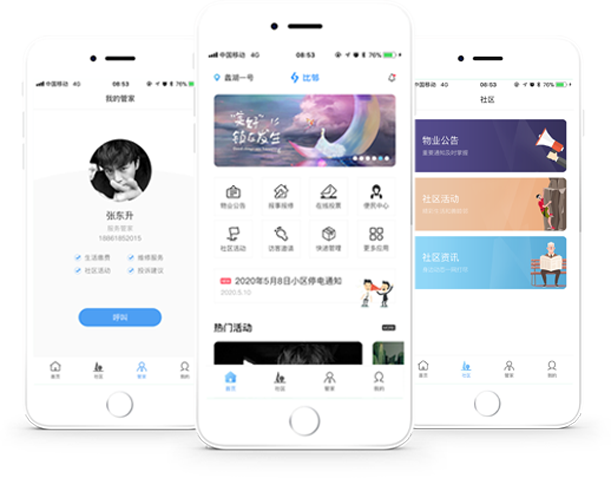 中国移动 4G 08:53 76%
我的管家
张东升
服务管家
18861852015
生活缴费 维修服务
社区活动 投诉建议
呼叫
首页 社区 管家 我的
中国移动 4G 08:53 76%
鑫湖一号 比邻
“美好”
正在发生
物业公告 报事报修 在线投票 便民中心
社区活动 访客邀请 快递管理 更多应用
2020年5月8日小区停电通知
2020.5.10
热门活动
首页 社区 管家 我的
中国移动 4G 06:53 76%
社区
物业公告
重要通知及时掌握
社区活动
社区资讯
首页 社区 管家 我的